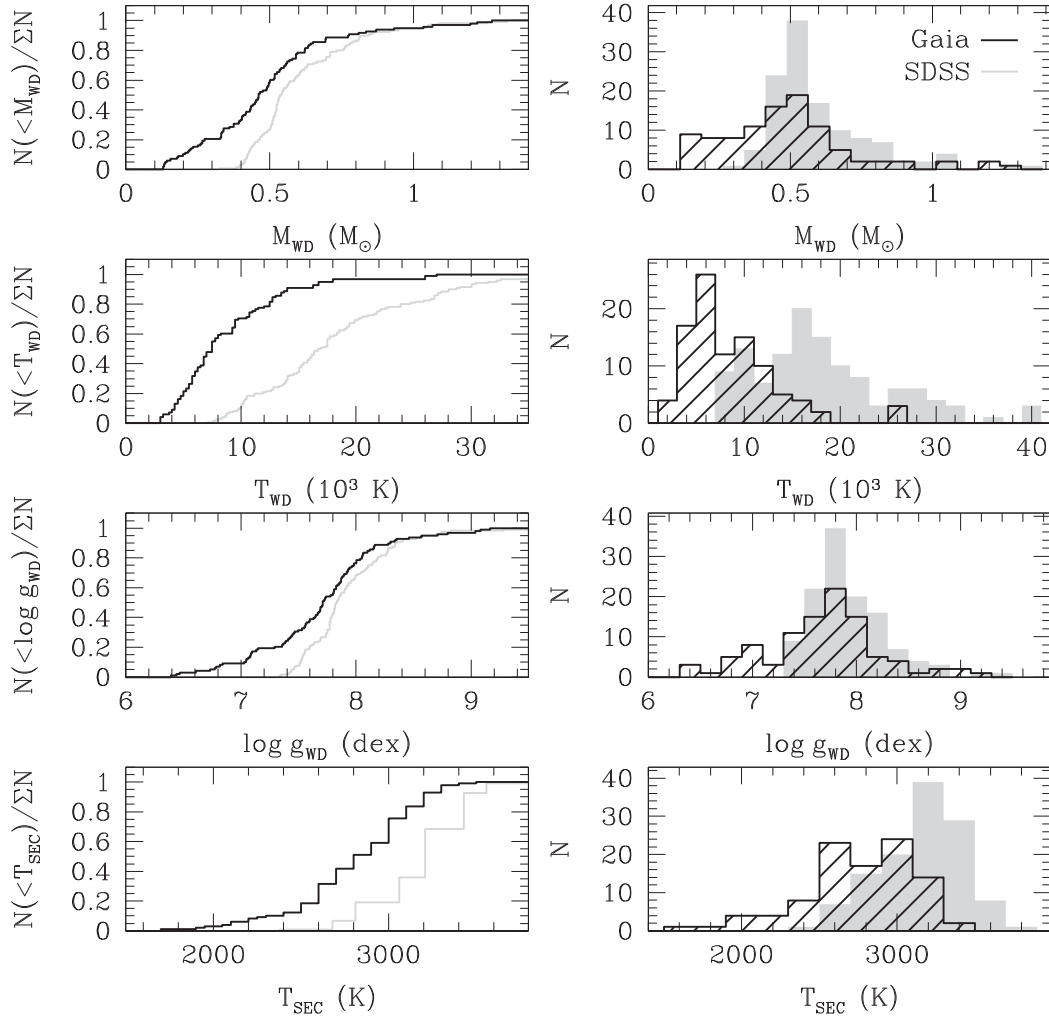 N(<M_WD)/ΣN
1
0.8
0.6
0.4
0.2
0
0 0.5 1
M_WD (M_⊙)
N
40
30
20
10
0
0 0.5 1
M_WD (M_⊙)
Gaia
SDSS
N(<T_WD)/ΣN
1
0.8
0.6
0.4
0.2
0
0 10 20 30
T_WD (10³ K)
N
20
10
0
0 10 20 30 40
T_WD (10³ K)
N(<log g_WD)/ΣN
1
0.8
0.6
0.4
0.2
0
6 7 8 9
log g_WD (dex)
N
40
30
20
10
0
6 7 8 9
log g_WD (dex)
N(<T_SEC)/ΣN
1
0.8
0.6
0.4
0.2
0
2000 3000
T_SEC (K)
N
40
30
20
10
0
2000 3000
T_SEC (K)